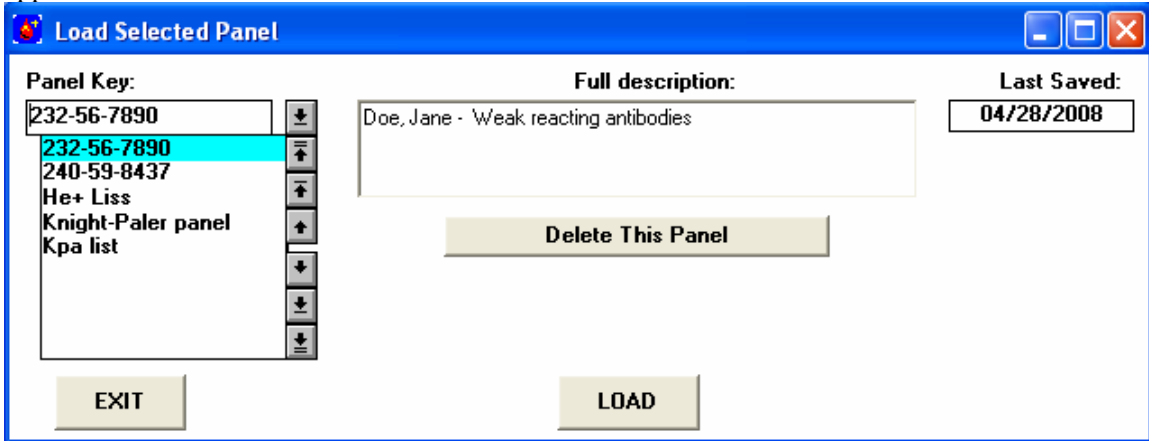 Load Selected Panel
Panel Key:
Full description:
Last Saved:
232-56-7890
Doe, Jane - Weak reacting antibodies
04/28/2008
232-56-7890
240-59-8437
He+ Liss
Knight-Paler panel
Kpa list
Delete This Panel
EXIT
LOAD